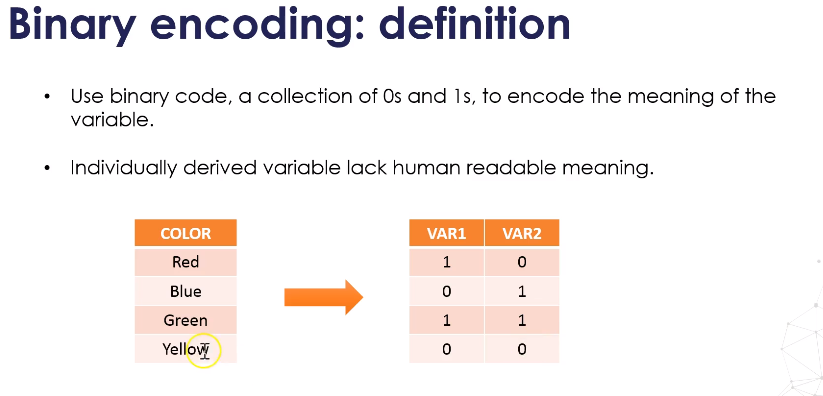 Binary encoding: definition
• Use binary code, a collection of 0s and 1s, to encode the meaning of the
variable.
• Individually derived variable lack human readable meaning.
COLOR VAR1 VAR2
Red 1 0
Blue 0 1
Green 1 1
Yellow 0 0